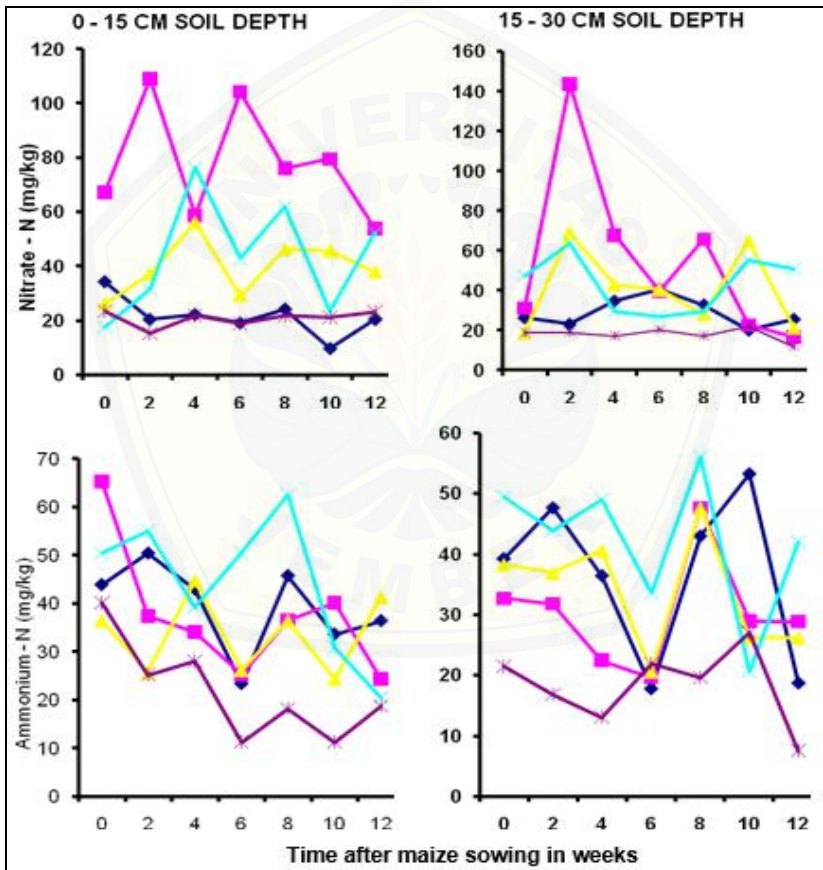 0 - 15 CM SOIL DEPTH
15 - 30 CM SOIL DEPTH
Nitrate - N (mg/kg)
120
100
80
60
40
20
0
0 2 4 6 8 10 12
160
140
120
100
80
60
40
20
0
0 2 4 6 8 10 12
Ammonium - N (mg/kg)
70
60
50
40
30
20
10
0
0 2 4 6 8 10 12
60
50
40
30
20
10
0
0 2 4 6 8 10 12
Time after maize sowing in weeks
UNIVERSITAS
JEMBER